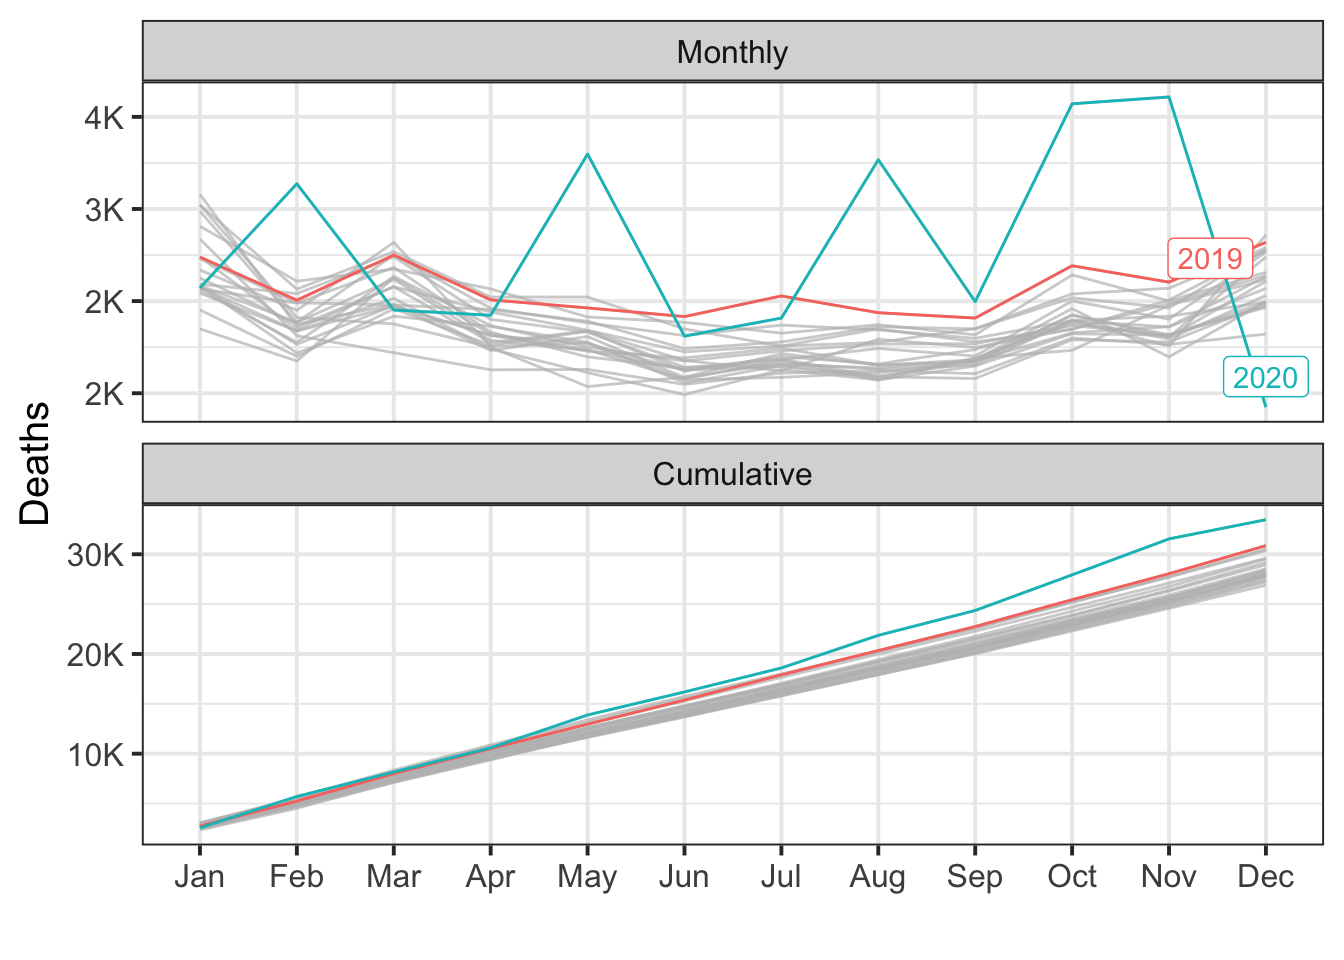 Monthly
4K
3K
2K
2K
2019
2020
Deaths
Cumulative
30K
20K
10K
Jan Feb Mar Apr May Jun Jul Aug Sep Oct Nov Dec